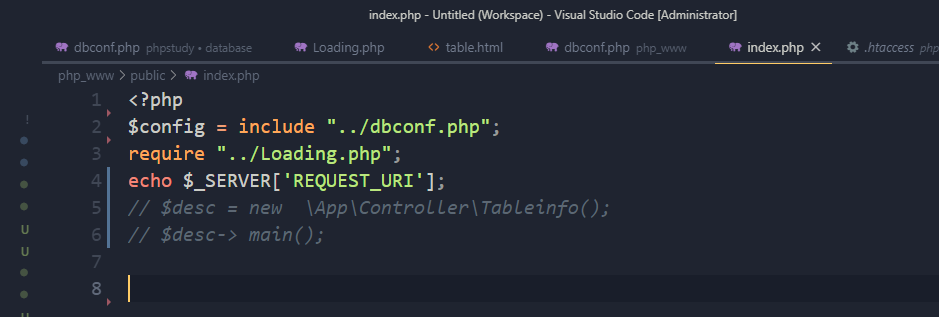 index.php - Untitled (Workspace) - Visual Studio Code [Administrator]
dbconf.php phpstudy • database Loading.php <> table.html dbconf.php php_www index.php × .htaccess php
php_www > public > index.php
1 <?php
2 $config = include "../dbconf.php";
3 require "../Loading.php";
4 echo $_SERVER['REQUEST_URI'];
5 // $desc = new  \App\Controller\Tableinfo();
6 // $desc-> main();
7
8
!
U
U
U